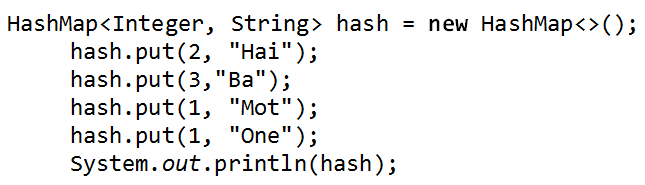 HashMap<Integer, String> hash = new HashMap<>();
hash.put(2, "Hai");
hash.put(3,"Ba");
hash.put(1, "Mot");
hash.put(1, "One");
System.out.println(hash);